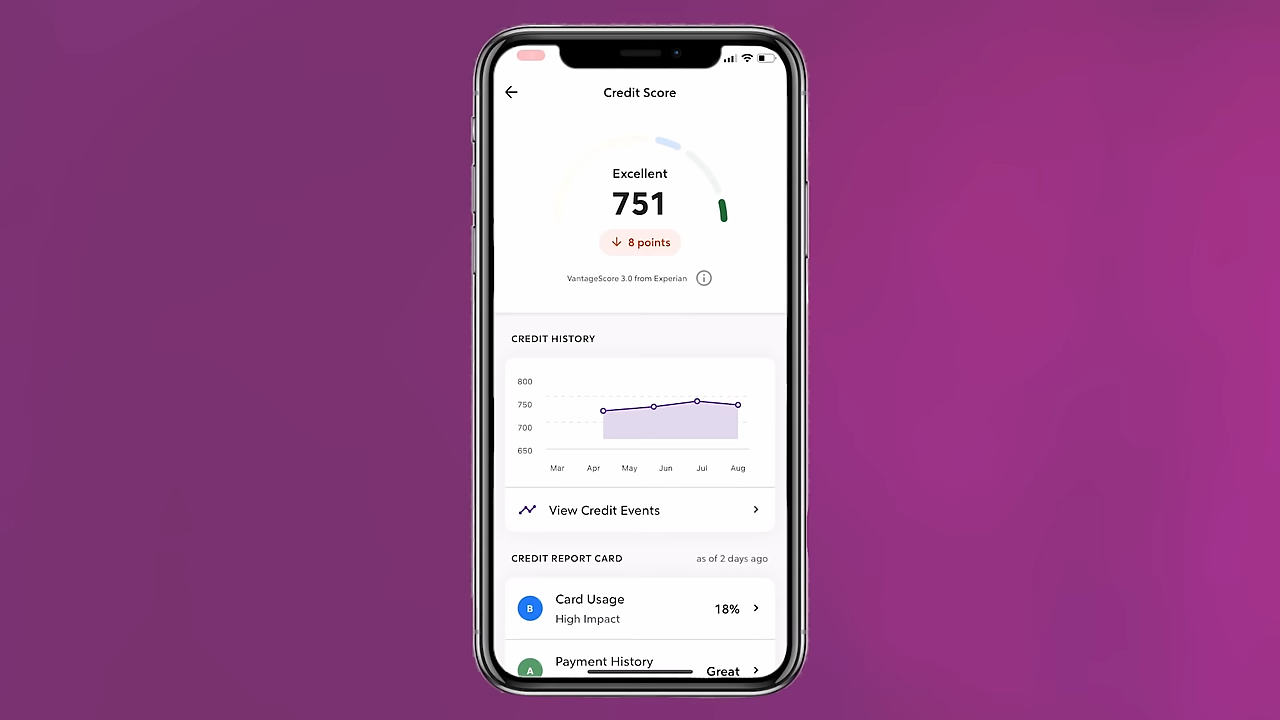 Credit Score
Excellent
751
↓ 8 points
VantageScore 3.0 from Experian
CREDIT HISTORY
800
750
700
650
Mar Apr May Jun Jul Aug
View Credit Events
CREDIT REPORT CARD as of 2 days ago
B Card Usage 18%
High Impact
A Payment History Great